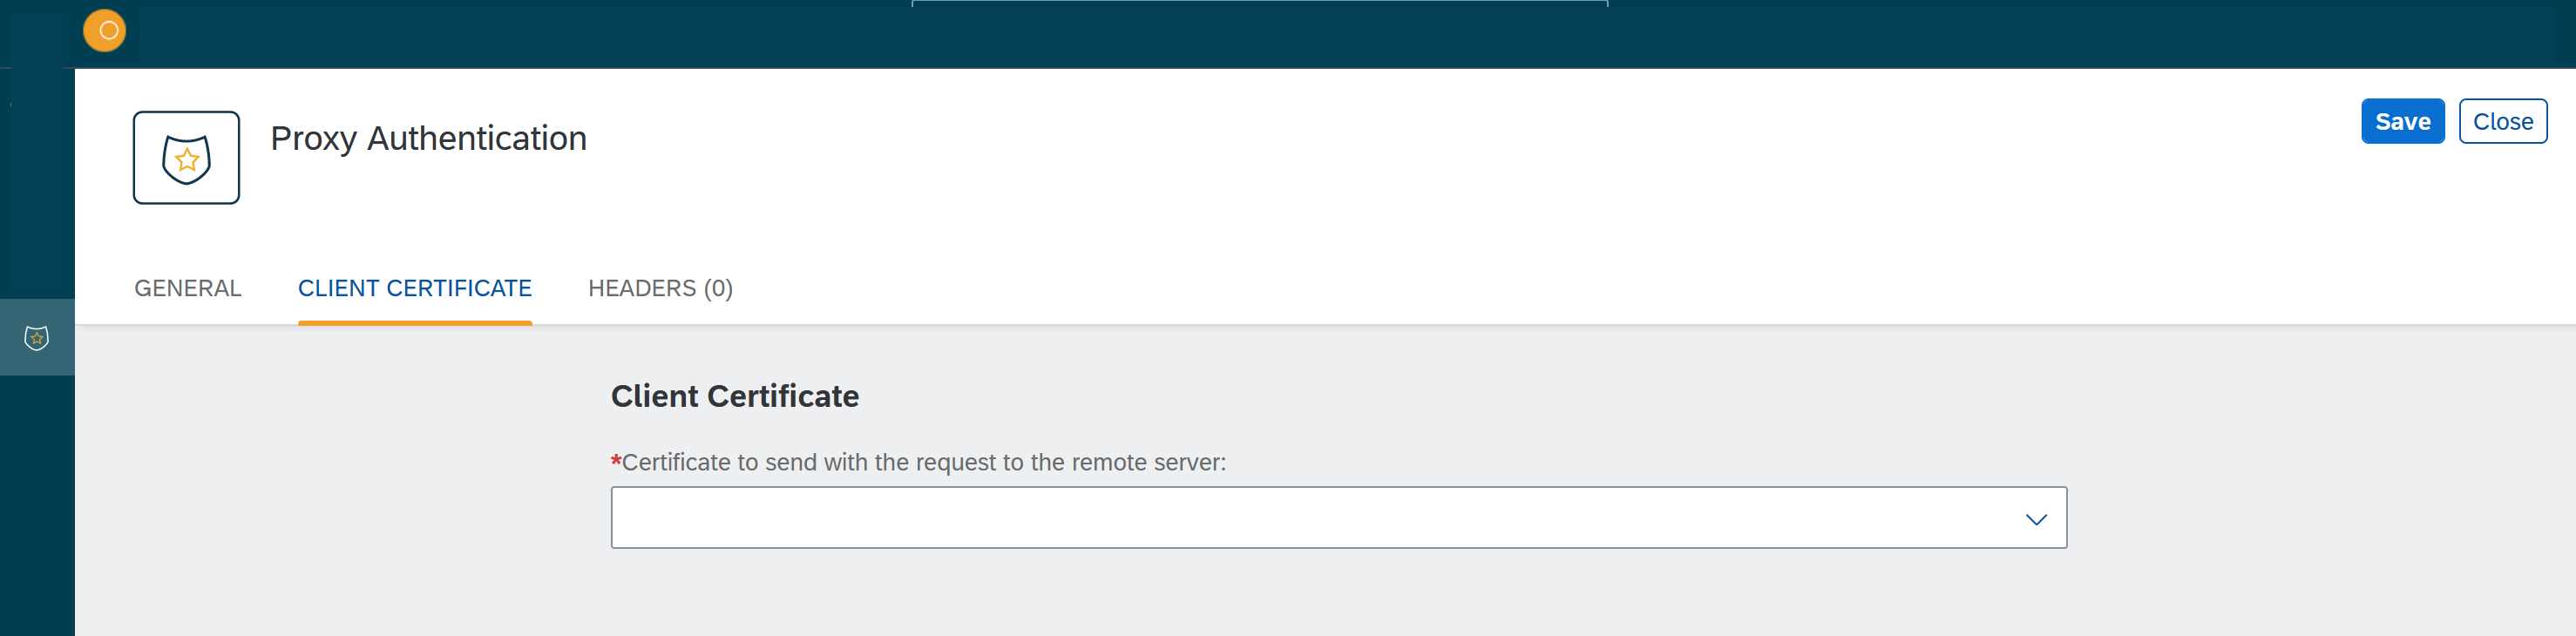 Proxy Authentication
Save
Close
GENERAL
CLIENT CERTIFICATE
HEADERS (0)
Client Certificate
*Certificate to send with the request to the remote server: